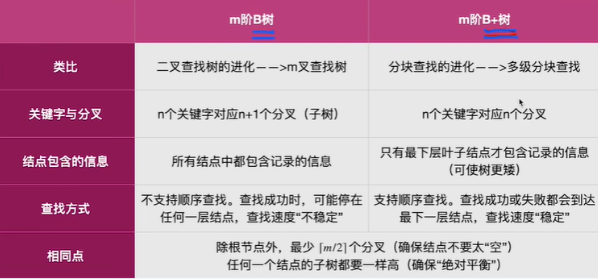 m阶B树
m阶B+树
类比
二叉查找树的进化——>m叉查找树
分块查找的进化——>多级分块查找
关键字与分叉
n个关键字对应n+1个分叉（子树）
n个关键字对应n个分叉
结点包含的信息
所有结点中都包含记录的信息
只有最下层叶子结点才包含记录的信息
（可使树更矮）
查找方式
不支持顺序查找。查找成功时，可能停在
任何一层结点，查找速度“不稳定”
支持顺序查找。查找成功或失败都会到达
最下一层结点，查找速度“稳定”
相同点
除根节点外，最少 ⌈m/2⌉个分叉（确保结点不要太“空”）
任何一个结点的子树都要一样高（确保“绝对平衡”）